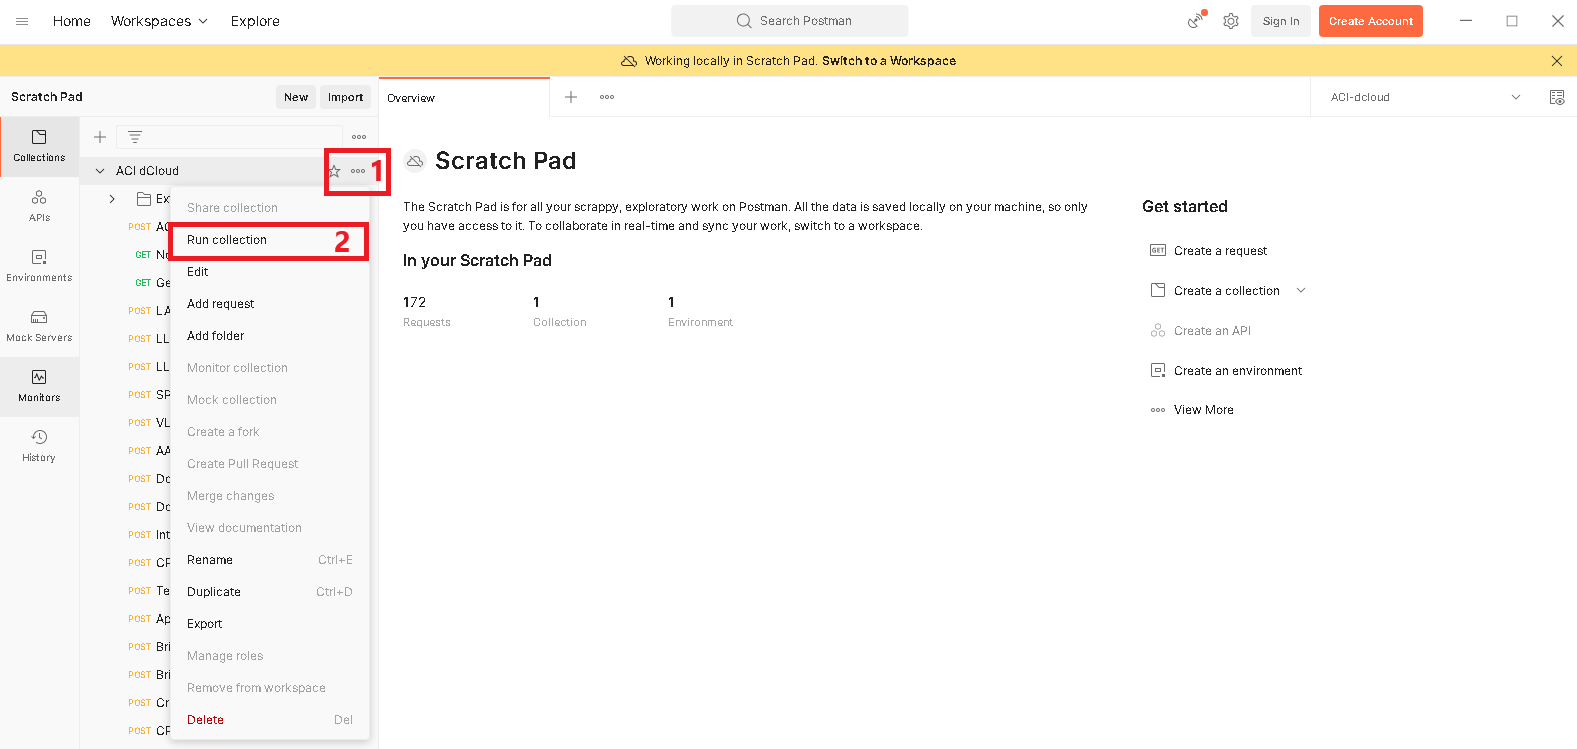 Home Workspaces Explore
Search Postman
Sign In
Create Account
Working locally in Scratch Pad. Switch to a Workspace
Scratch Pad
New
Import
Overview
ACI-dcloud
Collections
APIs
Environments
Mock Servers
Monitors
History
ACI dCloud
1
Ex
POST AC
GET No
GET Ge
POST LA
POST LL
POST LL
POST SP
POST VL
POST AA
POST Do
POST Do
POST Int
POST CP
POST Te
POST Ap
POST Bri
POST Bri
POST Cr
POST CP
Share collection
Run collection
2
Edit
Add request
Add folder
Monitor collection
Mock collection
Create a fork
Create Pull Request
Merge changes
View documentation
Rename Ctrl+E
Duplicate Ctrl+D
Export
Manage roles
Remove from workspace
Delete Del
Scratch Pad
The Scratch Pad is for all your scrappy, exploratory work on Postman. All the data is saved locally on your machine, so only
you have access to it. To collaborate in real-time and sync your work, switch to a workspace.
In your Scratch Pad
172
Requests
1
Collection
1
Environment
Get started
GET Create a request
Create a collection
Create an API
Create an environment
View More